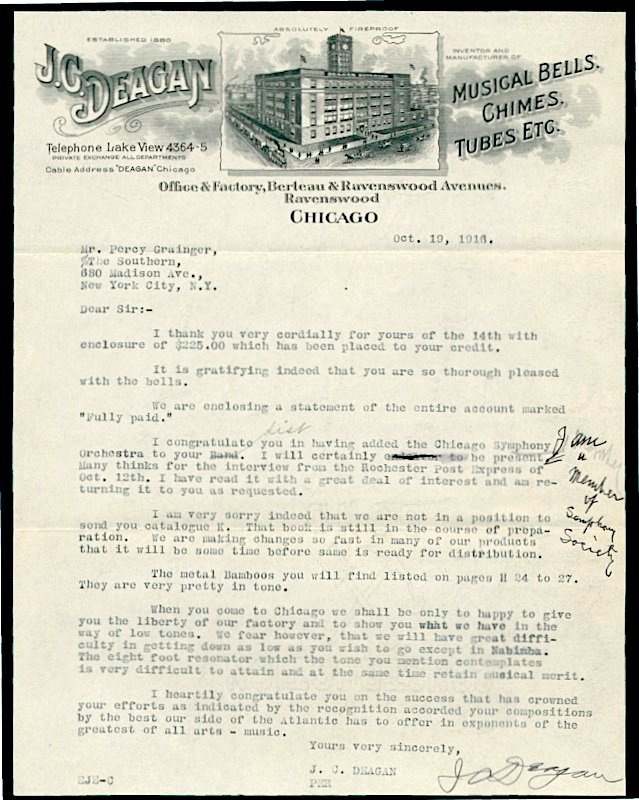 ESTABLISHED 1880
J.C. DEAGAN
ABSOLUTELY FIREPROOF
INVENTOR AND
MANUFACTURER OF
MUSICAL BELLS.
CHIMES.
TUBES ETC.
Telephone Lake View 4364-5
PRIVATE EXCHANGE ALL DEPARTMENTS
Cable Address "DEAGAN" Chicago
Office & Factory, Berteau & Ravenswood Avenues.
Ravenswood
CHICAGO
Oct. 19, 1916.
Mr. Percy Grainger,
%The Southern,
680 Madison Ave.,
New York City, N.Y.
Dear Sir:-
I thank you very cordially for yours of the 14th with
enclosure of $225.00 which has been placed to your credit.
It is gratifying indeed that you are so thorough pleased
with the bells.
We are enclosing a statement of the entire account marked
"Fully paid."
list
I congratulate you in having added the Chicago Symphony
Orchestra to your Band. I will certainly to be present.
Many thinks for the interview from the Rochester Post Express of
Oct. 12th. I have read it with a great deal of interest and am re-
turning it to you as requested.
I am
a
member
of
Symphony
Society
I am very sorry indeed that we are not in a position to
send you catalogue K. That book is still in the course of prepa-
ration. We are making changes so fast in many of our products
that it will be some time before same is ready for distribution.
The metal Bamboos you will find listed on pages H 24 to 27.
They are very pretty in tone.
When you come to Chicago we shall be only to happy to give
you the liberty of our factory and to show you what we have in the
way of low tones. We fear however, that we will have great diffi-
culty in getting down as low as you wish to go except in Nabimba.
The eight foot resonator which the tone you mention contemplates
is very difficult to attain and at the same time retain musical merit.
I heartily congratulate you on the success that has crowned
your efforts as indicated by the recognition accorded your compositions
by the best our side of the Atlantic has to offer in exponents of the
greatest of all arts - music.
Yours very sincerely,
J. C. DEAGAN
PER
J C Deagan
EJE-C